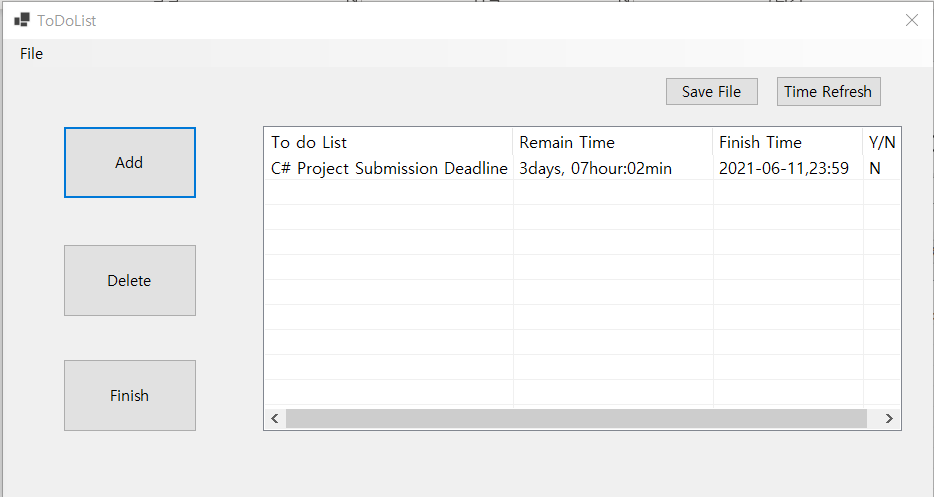 ToDoList
File
Save File Time Refresh
Add
Delete
Finish
To do List Remain Time Finish Time Y/N
C# Project Submission Deadline 3days, 07hour:02min 2021-06-11,23:59 N